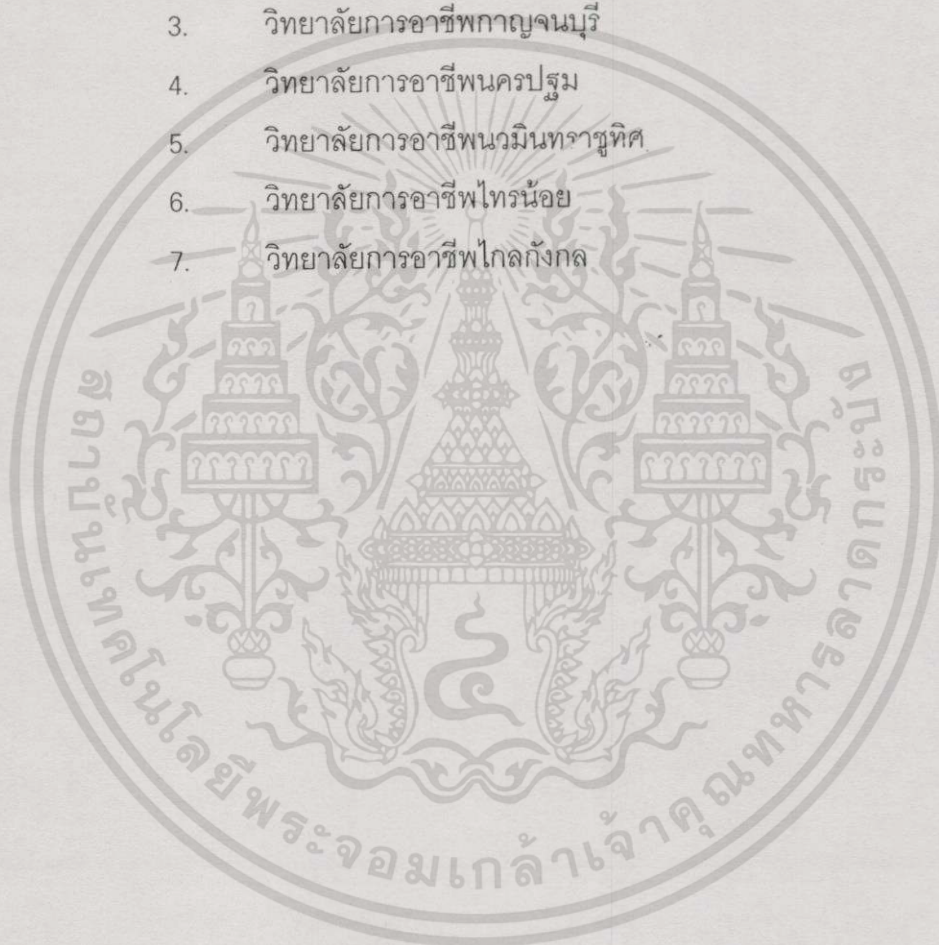 3. วิทยาลัยการอาชีพกาญจนบุรี
4. วิทยาลัยการอาชีพนครปฐม
5. วิทยาลัยการอาชีพนวมินทราชูทิศ
6. วิทยาลัยการอาชีพไทรน้อย
7. วิทยาลัยการอาชีพไกลกังกล
สถาบันเทคโนโลยีพระจอมเกล้าเจ้าคุณทหารลาดกระบัง